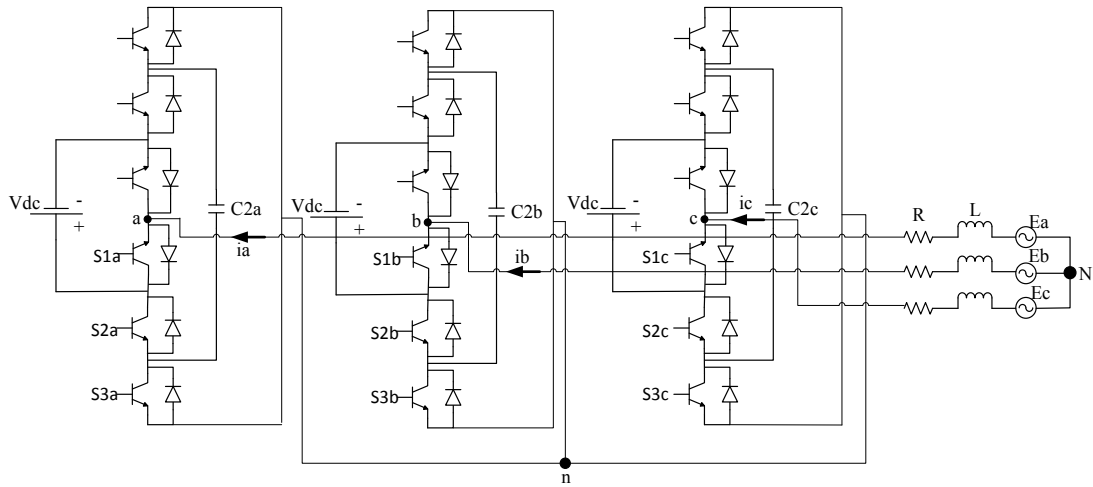 Vdc
-
+
a
C2a
S1a
S2a
S3a
ia
Vdc
-
+
b
C2b
S1b
S2b
S3b
ib
Vdc
-
+
c
ic
C2c
S1c
S2c
S3c
R
L
Ea
Eb
Ec
N
n